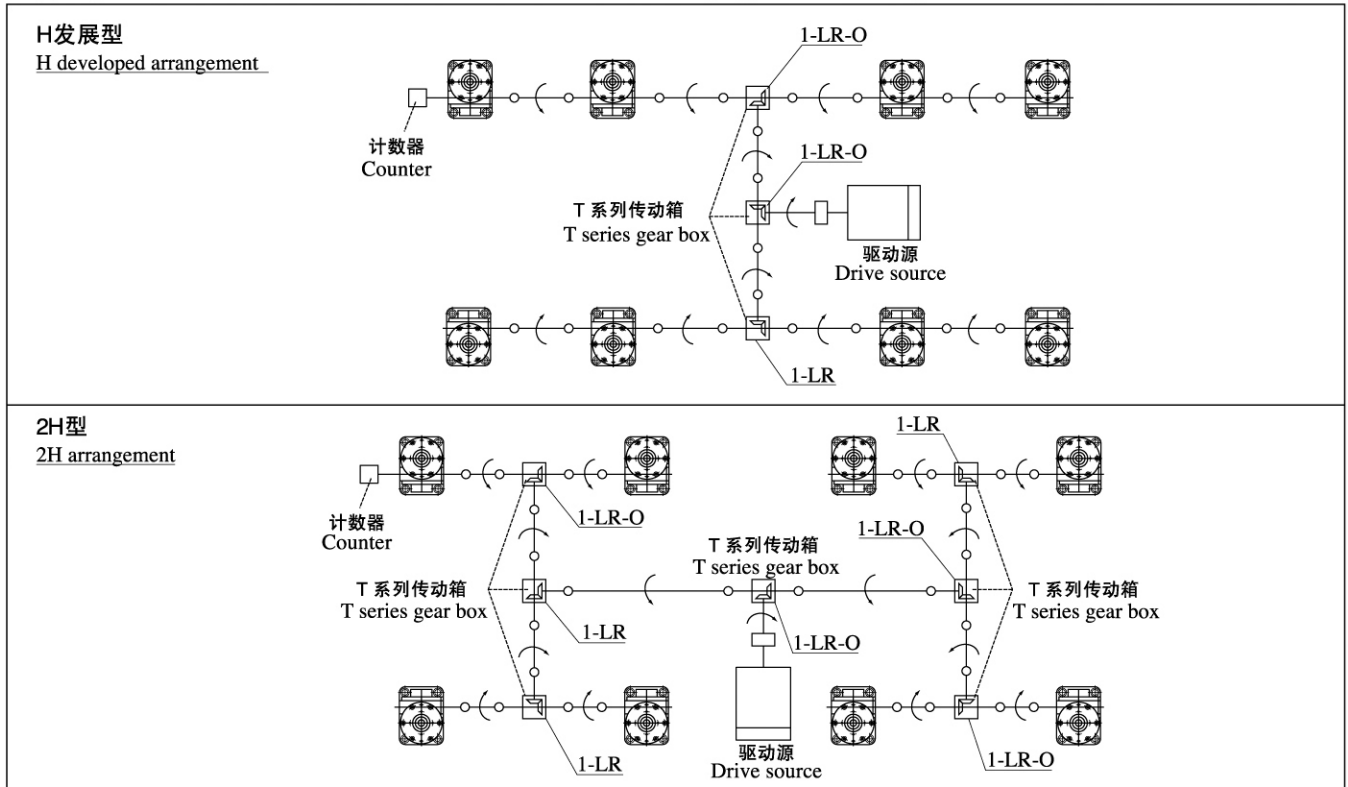 H发展型
H developed arrangement
1-LR-O
计数器
Counter
1-LR-O
T 系列传动箱
T series gear box
驱动源
Drive source
1-LR
2H型
2H arrangement
1-LR
计数器
Counter
1-LR-O
1-LR-O
T 系列传动箱
T series gear box
T 系列传动箱
T series gear box
T 系列传动箱
T series gear box
1-LR
1-LR-O
驱动源
Drive source
1-LR
1-LR-O